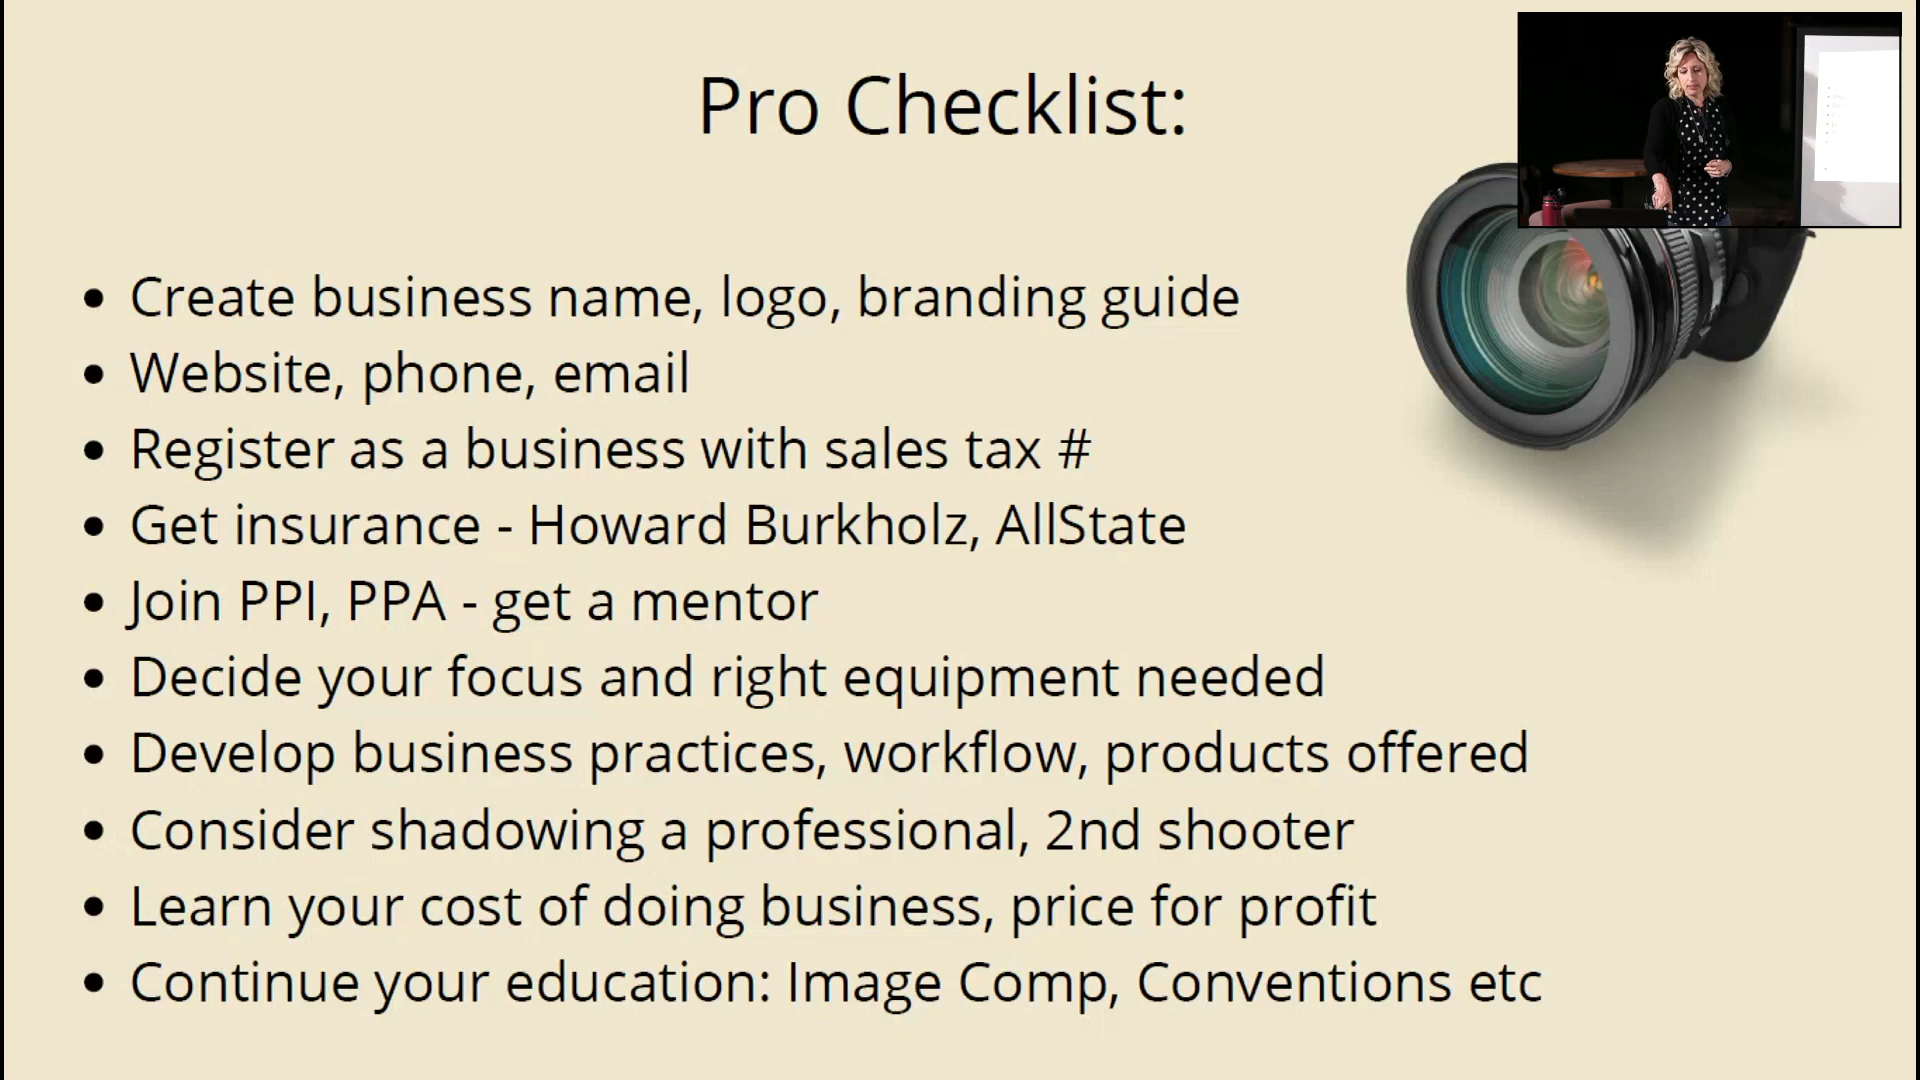 Pro Checklist:
• Create business name, logo, branding guide
• Website, phone, email
• Register as a business with sales tax #
• Get insurance - Howard Burkholz, AllState
• Join PPI, PPA - get a mentor
• Decide your focus and right equipment needed
• Develop business practices, workflow, products offered
• Consider shadowing a professional, 2nd shooter
• Learn your cost of doing business, price for profit
• Continue your education: Image Comp, Conventions etc